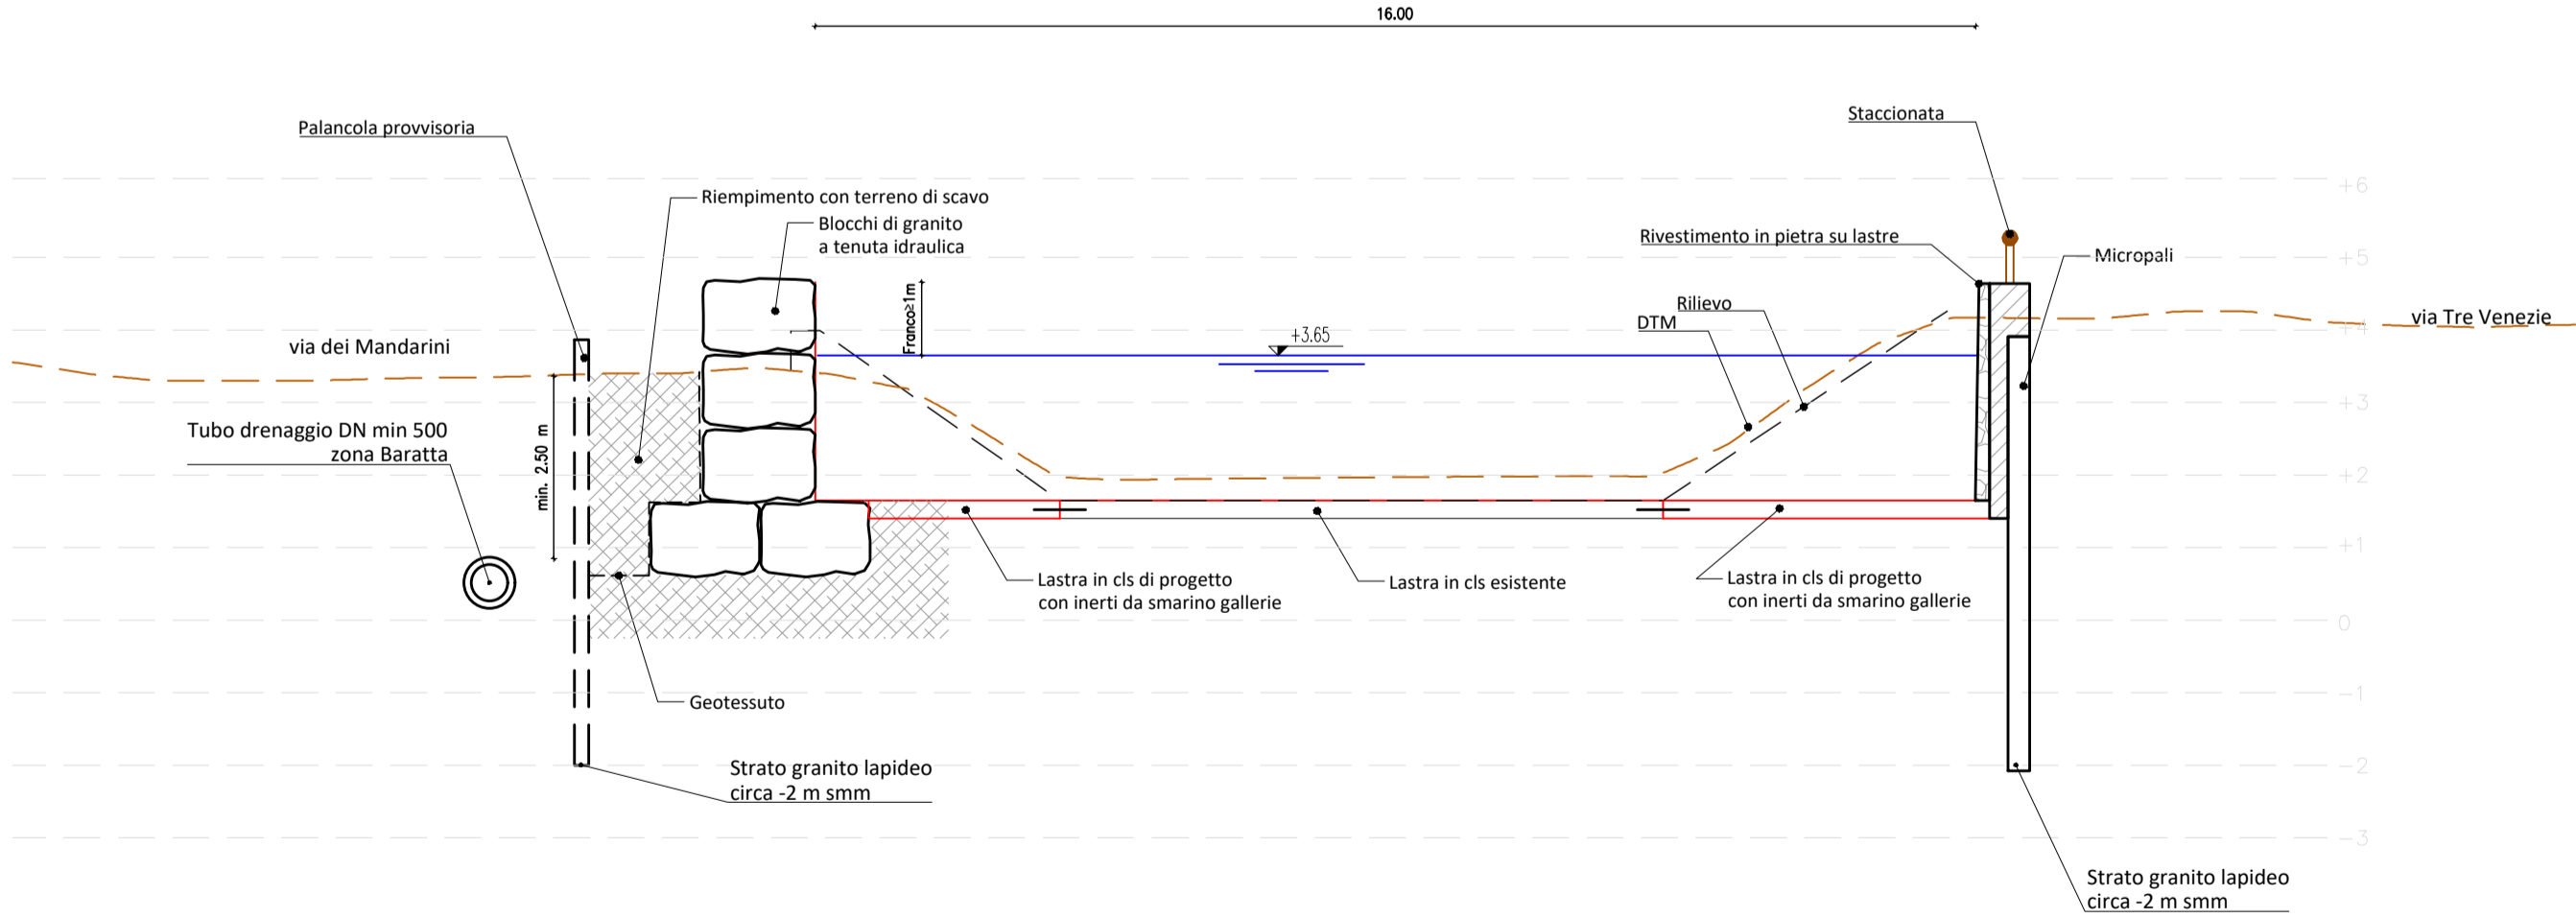 16.00
Staccionata
Palancola provvisoria
+6
Riempimento con terreno di scavo
Blocchi di granito
a tenuta idraulica
Rivestimento in pietra su lastre
Micropali
+5
Franco≥1m
Rilievo
DTM
+3.65
via Tre Venezie
+4
via dei Mandarini
+3
Tubo drenaggio DN min 500
zona Baratta
min. 2.50 m
+2
+1
Lastra in cls di progetto
con inerti da smarino gallerie
Lastra in cls esistente
Lastra in cls di progetto
con inerti da smarino gallerie
0
Geotessuto
-1
Strato granito lapideo
circa -2 m smm
-2
-3
Strato granito lapideo
circa -2 m smm